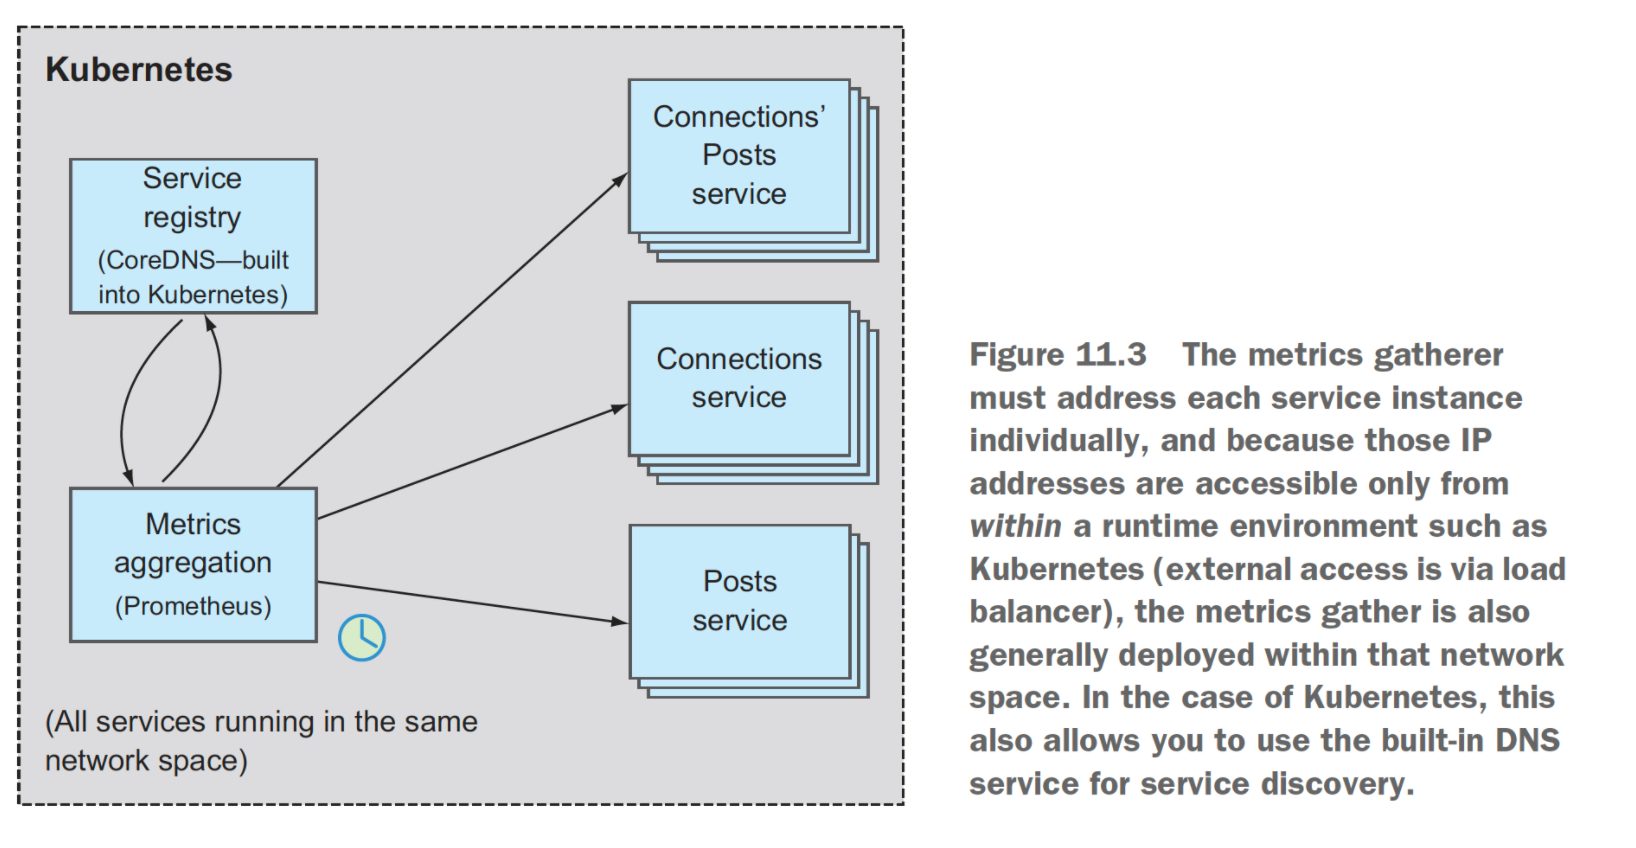 Kubernetes
Service
registry
(CoreDNS—built
into Kubernetes)
Metrics
aggregation
(Prometheus)
(All services running in the same
network space)
Connections’
Posts
service
Connections
service
Posts
service
Figure 11.3 The metrics gatherer
must address each service instance
individually, and because those IP
addresses are accessible only from
within a runtime environment such as
Kubernetes (external access is via load
balancer), the metrics gather is also
generally deployed within that network
space. In the case of Kubernetes, this
also allows you to use the built-in DNS
service for service discovery.